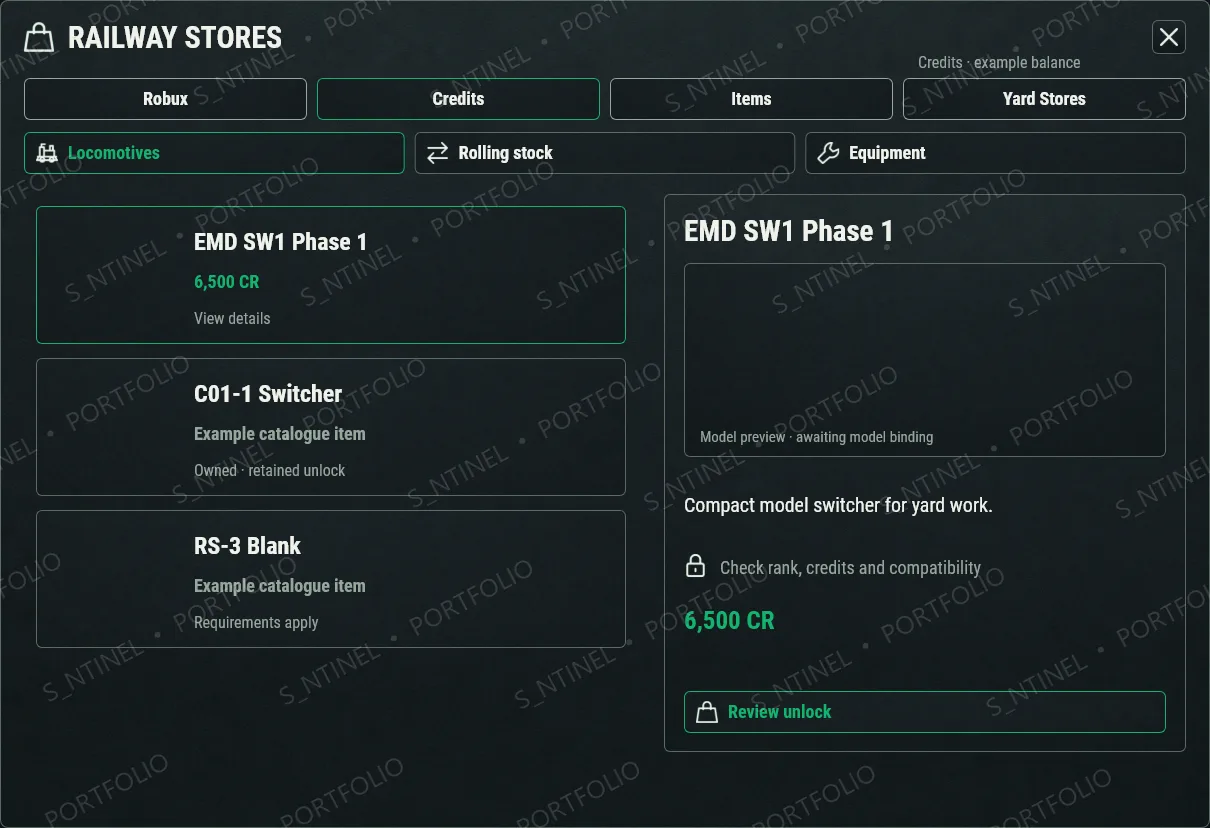 RAILWAY STORES
Credits · example balance
Robux
Credits
Items
Yard Stores
Locomotives
Rolling stock
Equipment
EMD SW1 Phase 1
6,500 CR
View details
C01-1 Switcher
Example catalogue item
Owned · retained unlock
RS-3 Blank
Example catalogue item
Requirements apply
EMD SW1 Phase 1
Model preview · awaiting model binding
Compact model switcher for yard work.
Check rank, credits and compatibility
6,500 CR
Review unlock
S_NTINEL • PORTFOLIO